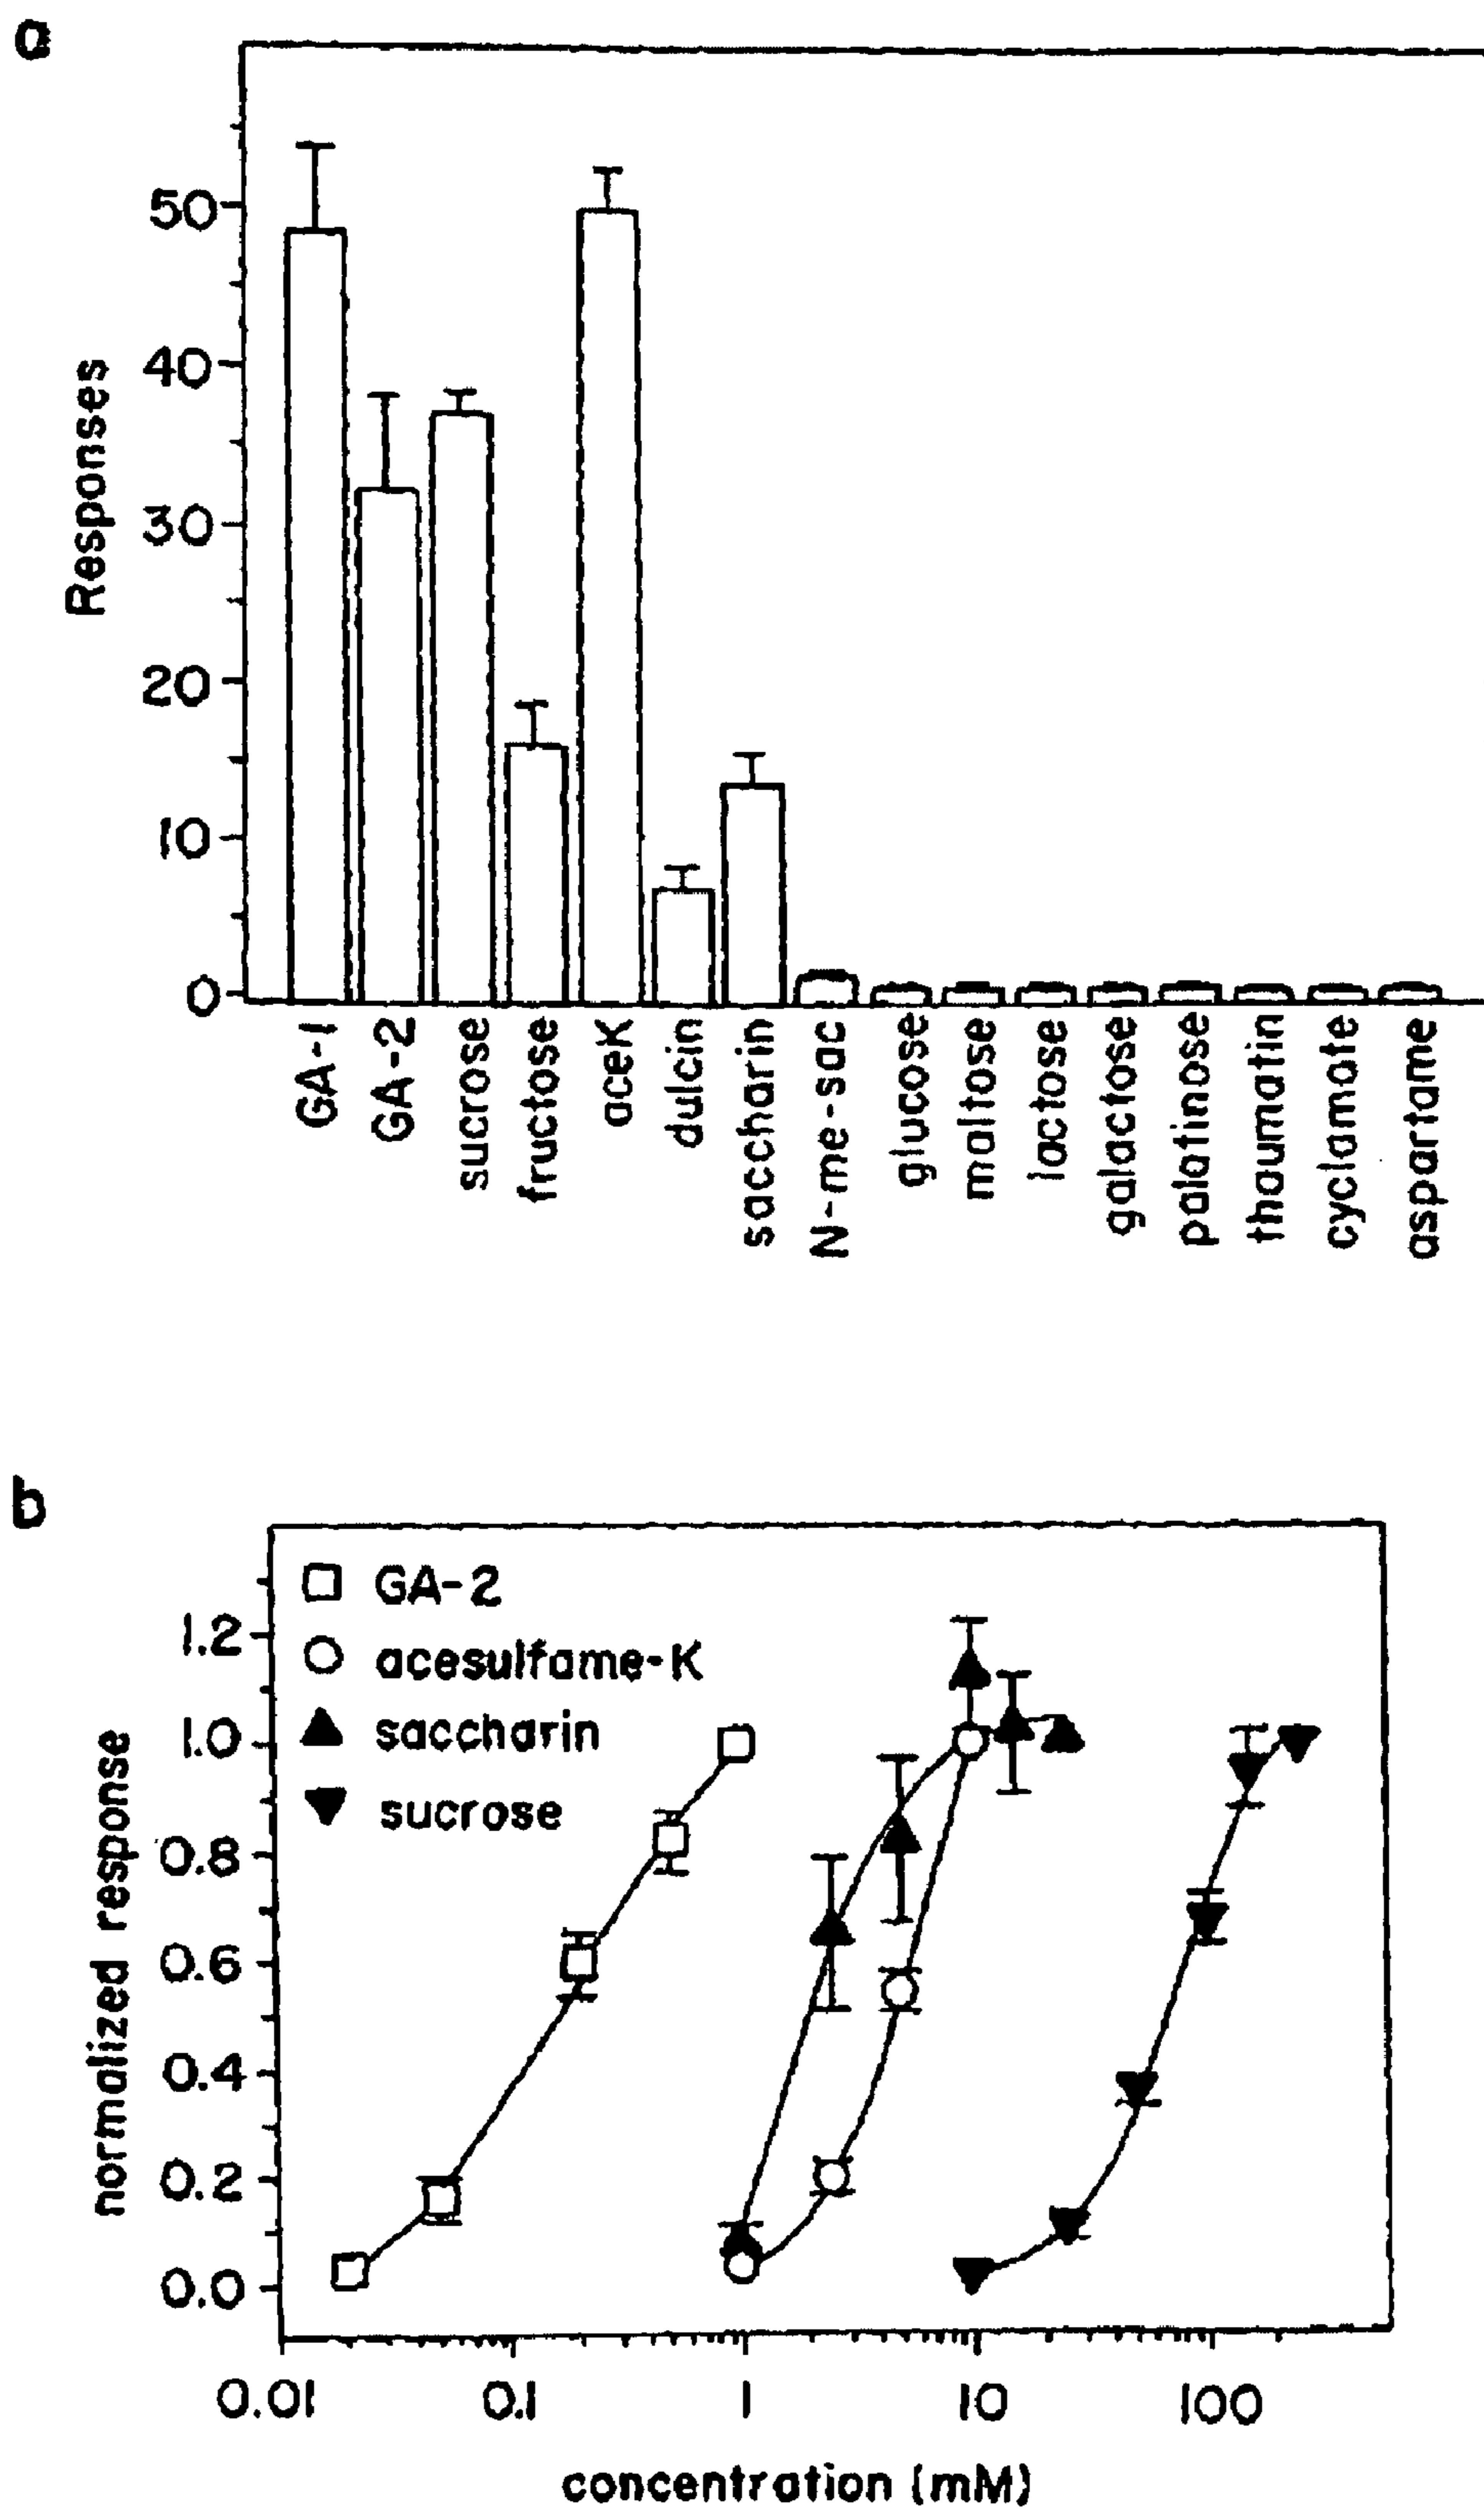 a
Responses
50
40
30
20
10
0
GA-1
GA-2
sucrose
fructose
aceK
dulcin
saccharin
N-me-sac
glucose
maltose
lactose
galactose
palatinose
thaumatin
cyclamate
aspartame
b
normalized response
GA-2
acesulfame-K
saccharin
sucrose
1.2
1.0
0.8
0.6
0.4
0.2
0.0
0.01 0.1 1 10 100
concentration (mM)